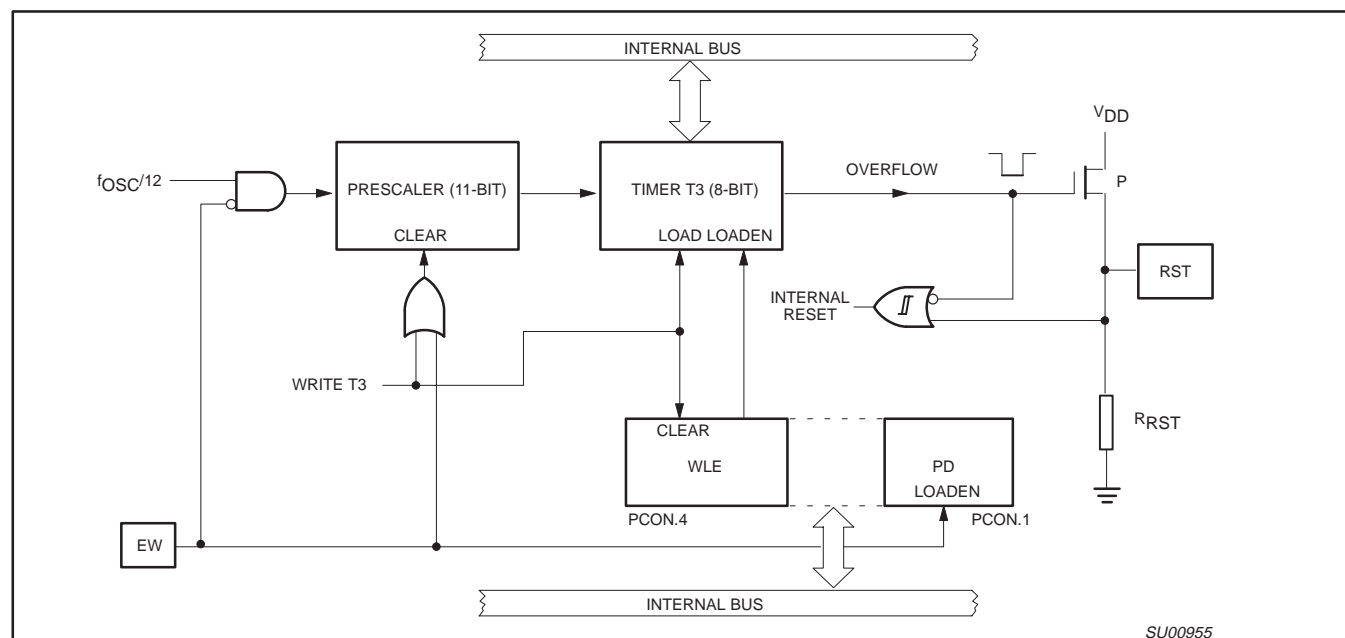 INTERNAL BUS
VDD
fOSC/12
PRESCALER (11-BIT)
CLEAR
TIMER T3 (8-BIT)
LOAD LOADEN
OVERFLOW
P
RST
INTERNAL
RESET
WRITE T3
RRST
CLEAR
WLE
PD
LOADEN
PCON.4
PCON.1
EW
INTERNAL BUS
SU00955